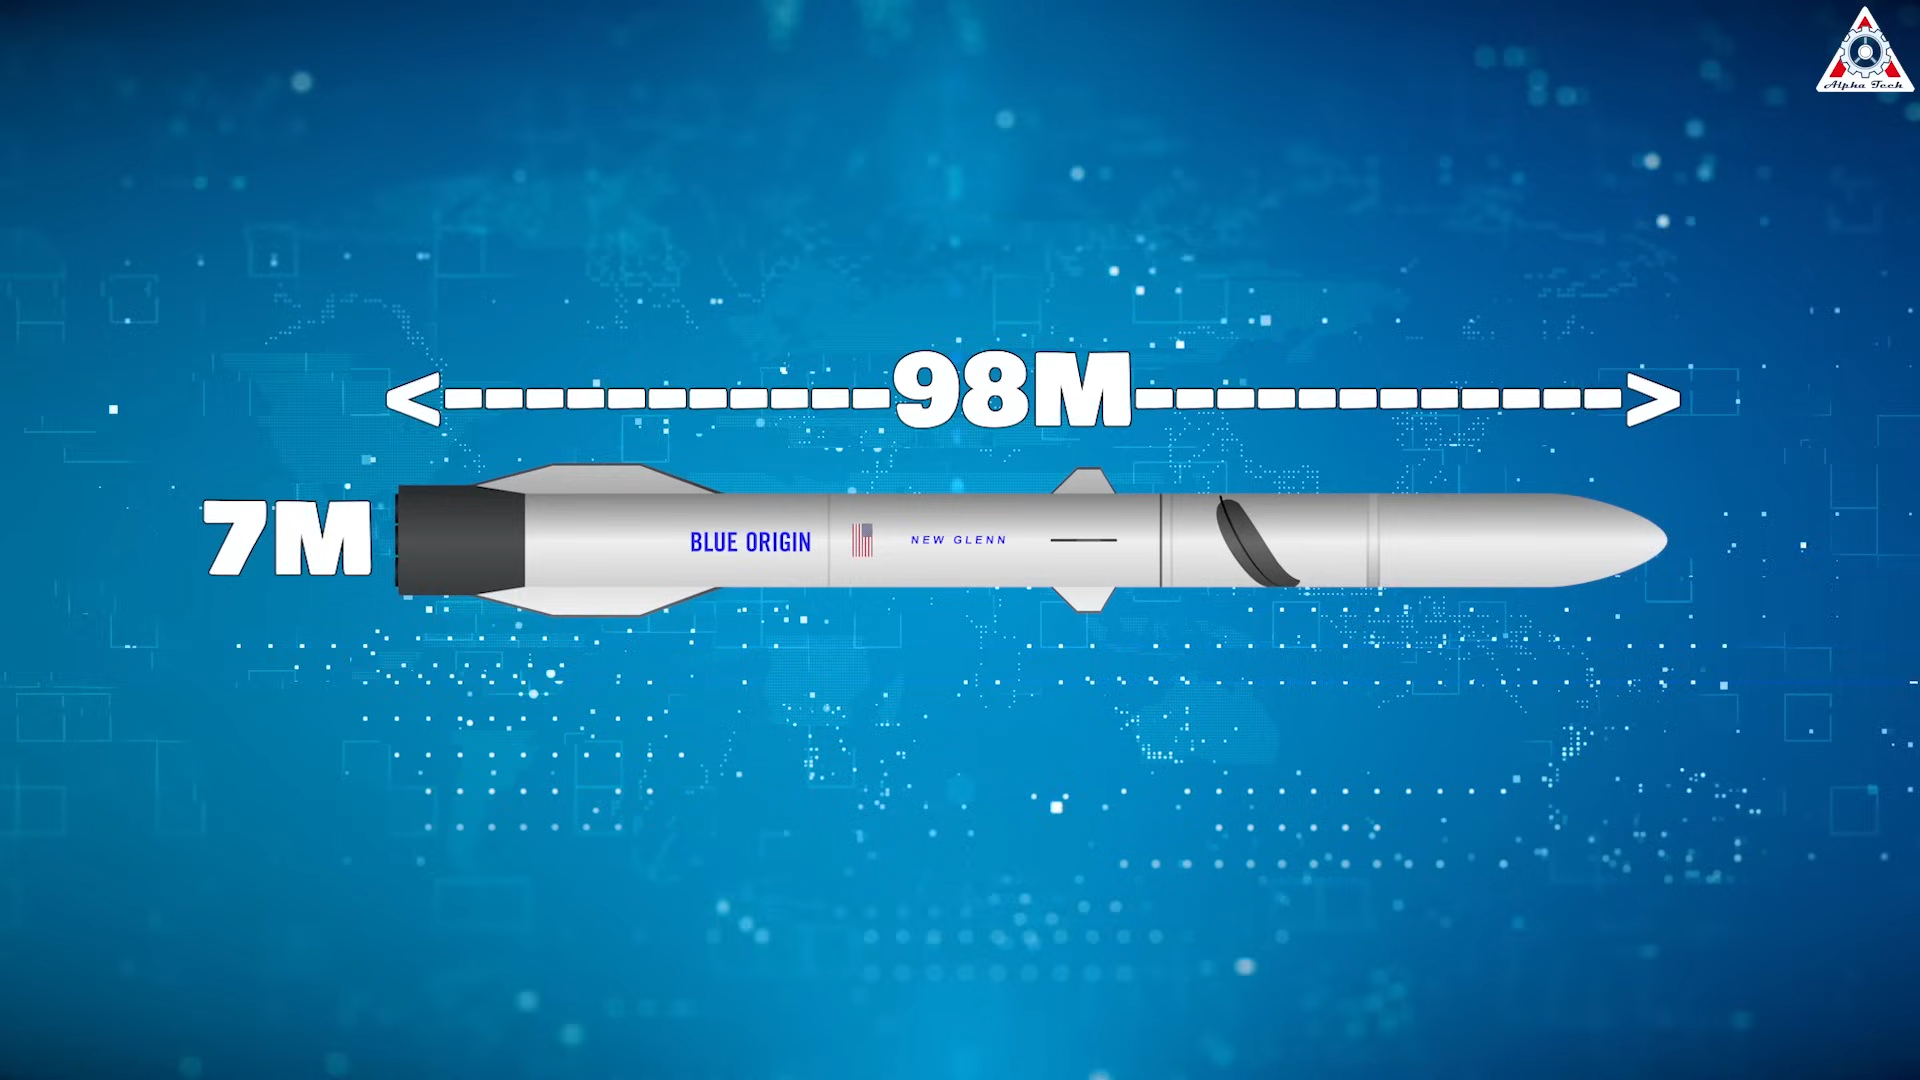 Alpha Tech
<---------98M------------>
7M
BLUE ORIGIN
NEW GLENN